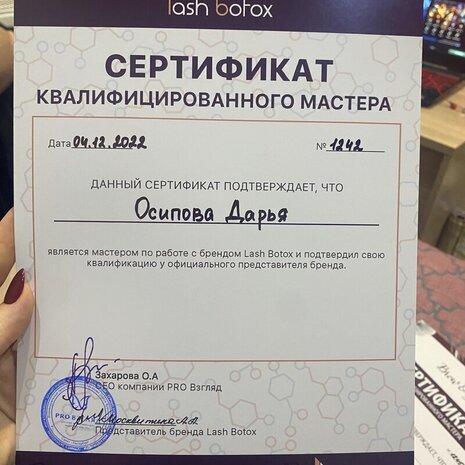 lash botox
СЕРТИФИКАТ
КВАЛИФИЦИРОВАННОГО МАСТЕРА
Дата 04.12.2022 № 1242
ДАННЫЙ СЕРТИФИКАТ ПОДТВЕРЖДАЕТ, ЧТО
Осипова Дарья
является мастером по работе с брендом Lash Botox и подтвердил свою
квалификацию у официального представителя бренда.
Захарова О.А
CEO компании PRO Взгляд
Представитель бренда Lash Botox